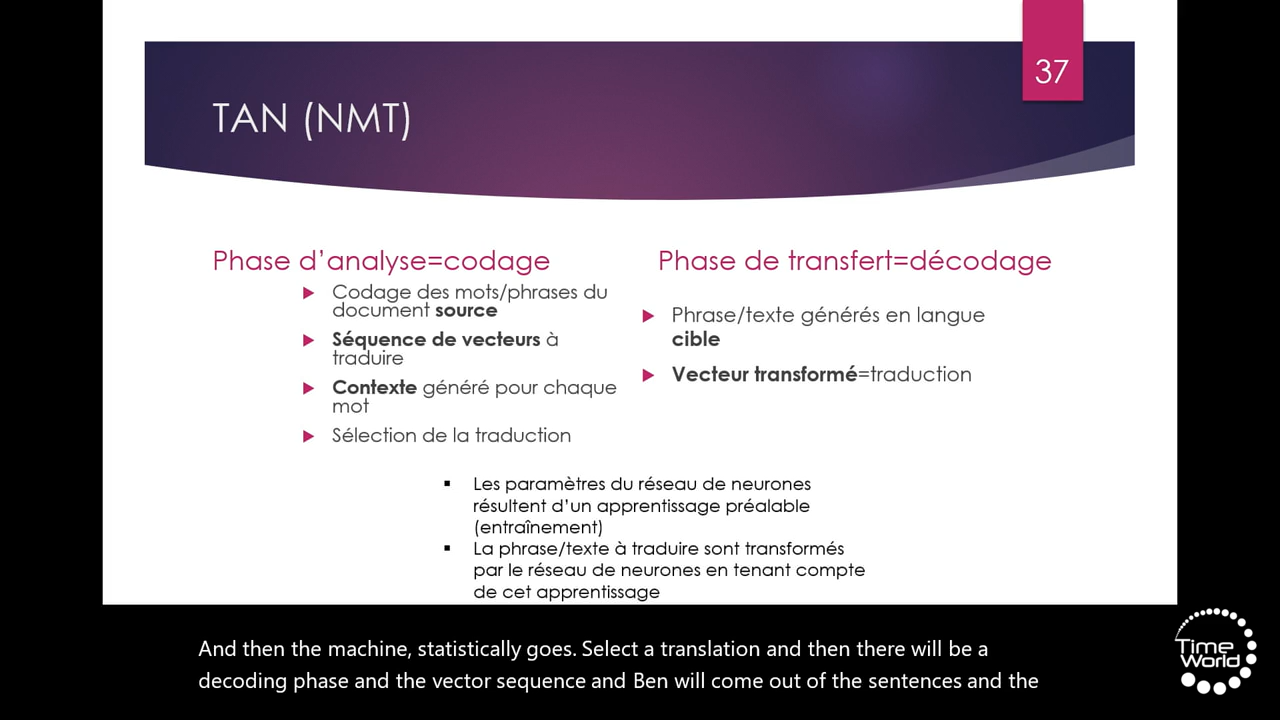 37
TAN (NMT)
Phase d’analyse=codage
Codage des mots/phrases du
document source
Séquence de vecteurs à
traduire
Contexte généré pour chaque
mot
Sélection de la traduction
Phase de transfert=décodage
Phrase/texte générés en langue
cible
Vecteur transformé=traduction
Les paramètres du réseau de neurones
résultent d’un apprentissage préalable
(entraînement)
La phrase/texte à traduire sont transformés
par le réseau de neurones en tenant compte
de cet apprentissage
And then the machine, statistically goes. Select a translation and then there will be a
decoding phase and the vector sequence and Ben will come out of the sentences and the
Time
World